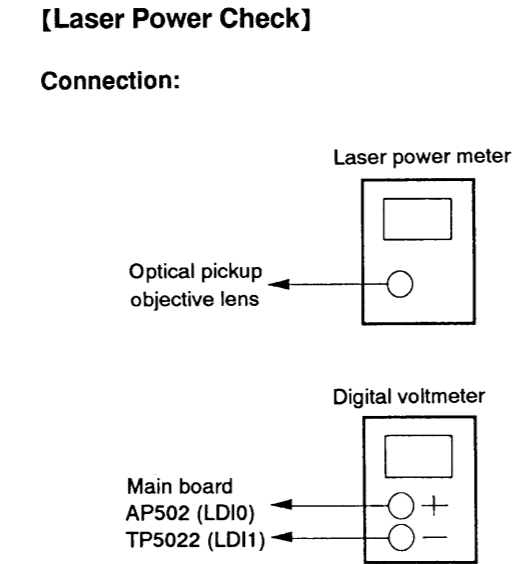 【Laser Power Check】
Connection:
Laser power meter
Optical pickup
objective lens
Digital voltmeter
Main board
AP502 (LDI0)
TP5022 (LDI1)
+
−